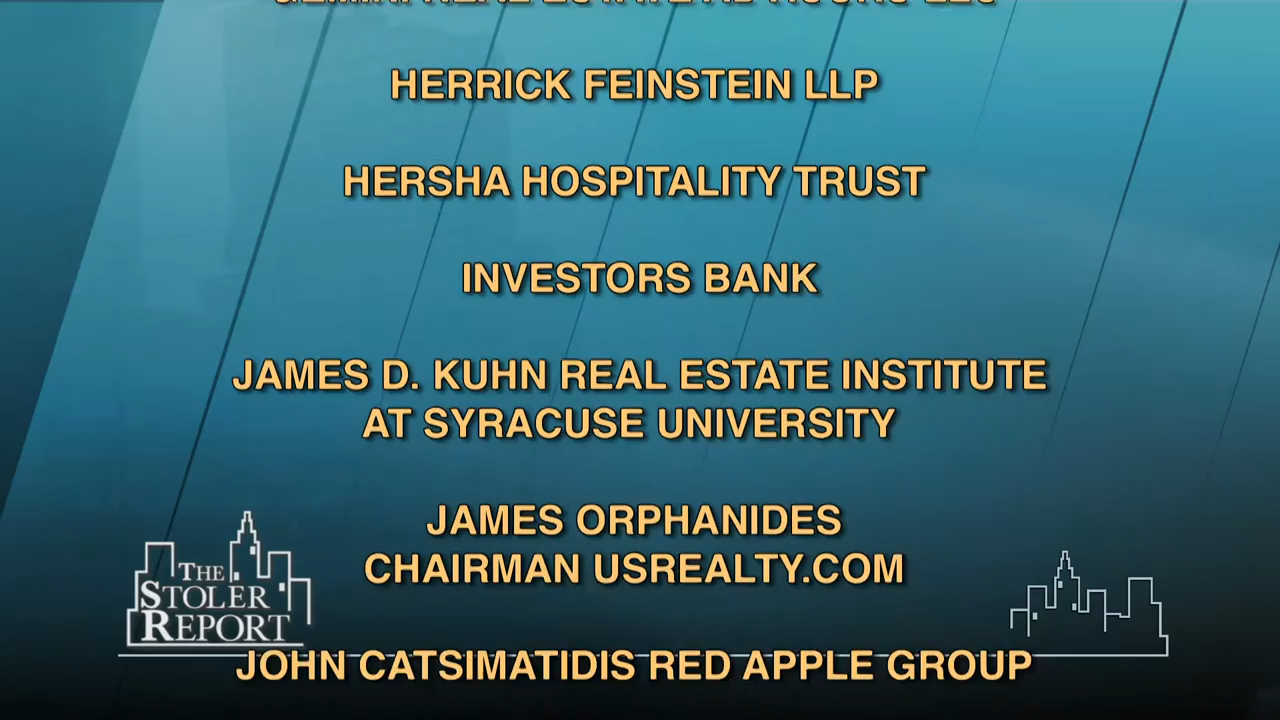 HERRICK FEINSTEIN LLP
HERSHA HOSPITALITY TRUST
INVESTORS BANK
JAMES D. KUHN REAL ESTATE INSTITUTE
AT SYRACUSE UNIVERSITY
JAMES ORPHANIDES
CHAIRMAN USREALTY.COM
THE
STOLER
REPORT
JOHN CATSIMATIDIS RED APPLE GROUP